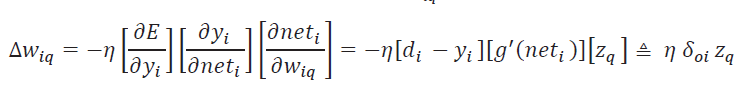 Δw_{iq} = −η [∂E/∂y_i] [∂y_i/∂net_i] [∂net_i/∂w_{iq}] = −η[d_i − y_i][g′(net_i)][z_q] ≜ η δ_{oi} z_q